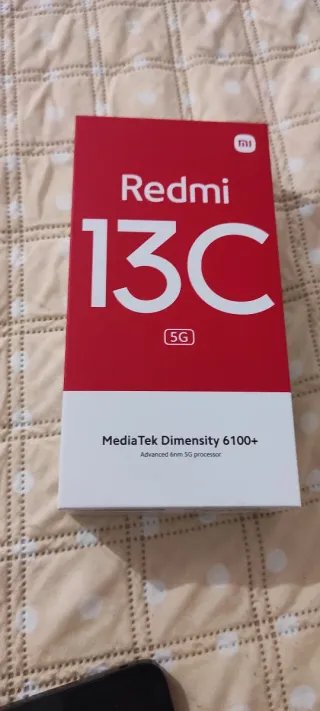 mi
Redmi
13C
5G
MediaTek Dimensity 6100+
Advanced 6nm 5G processor